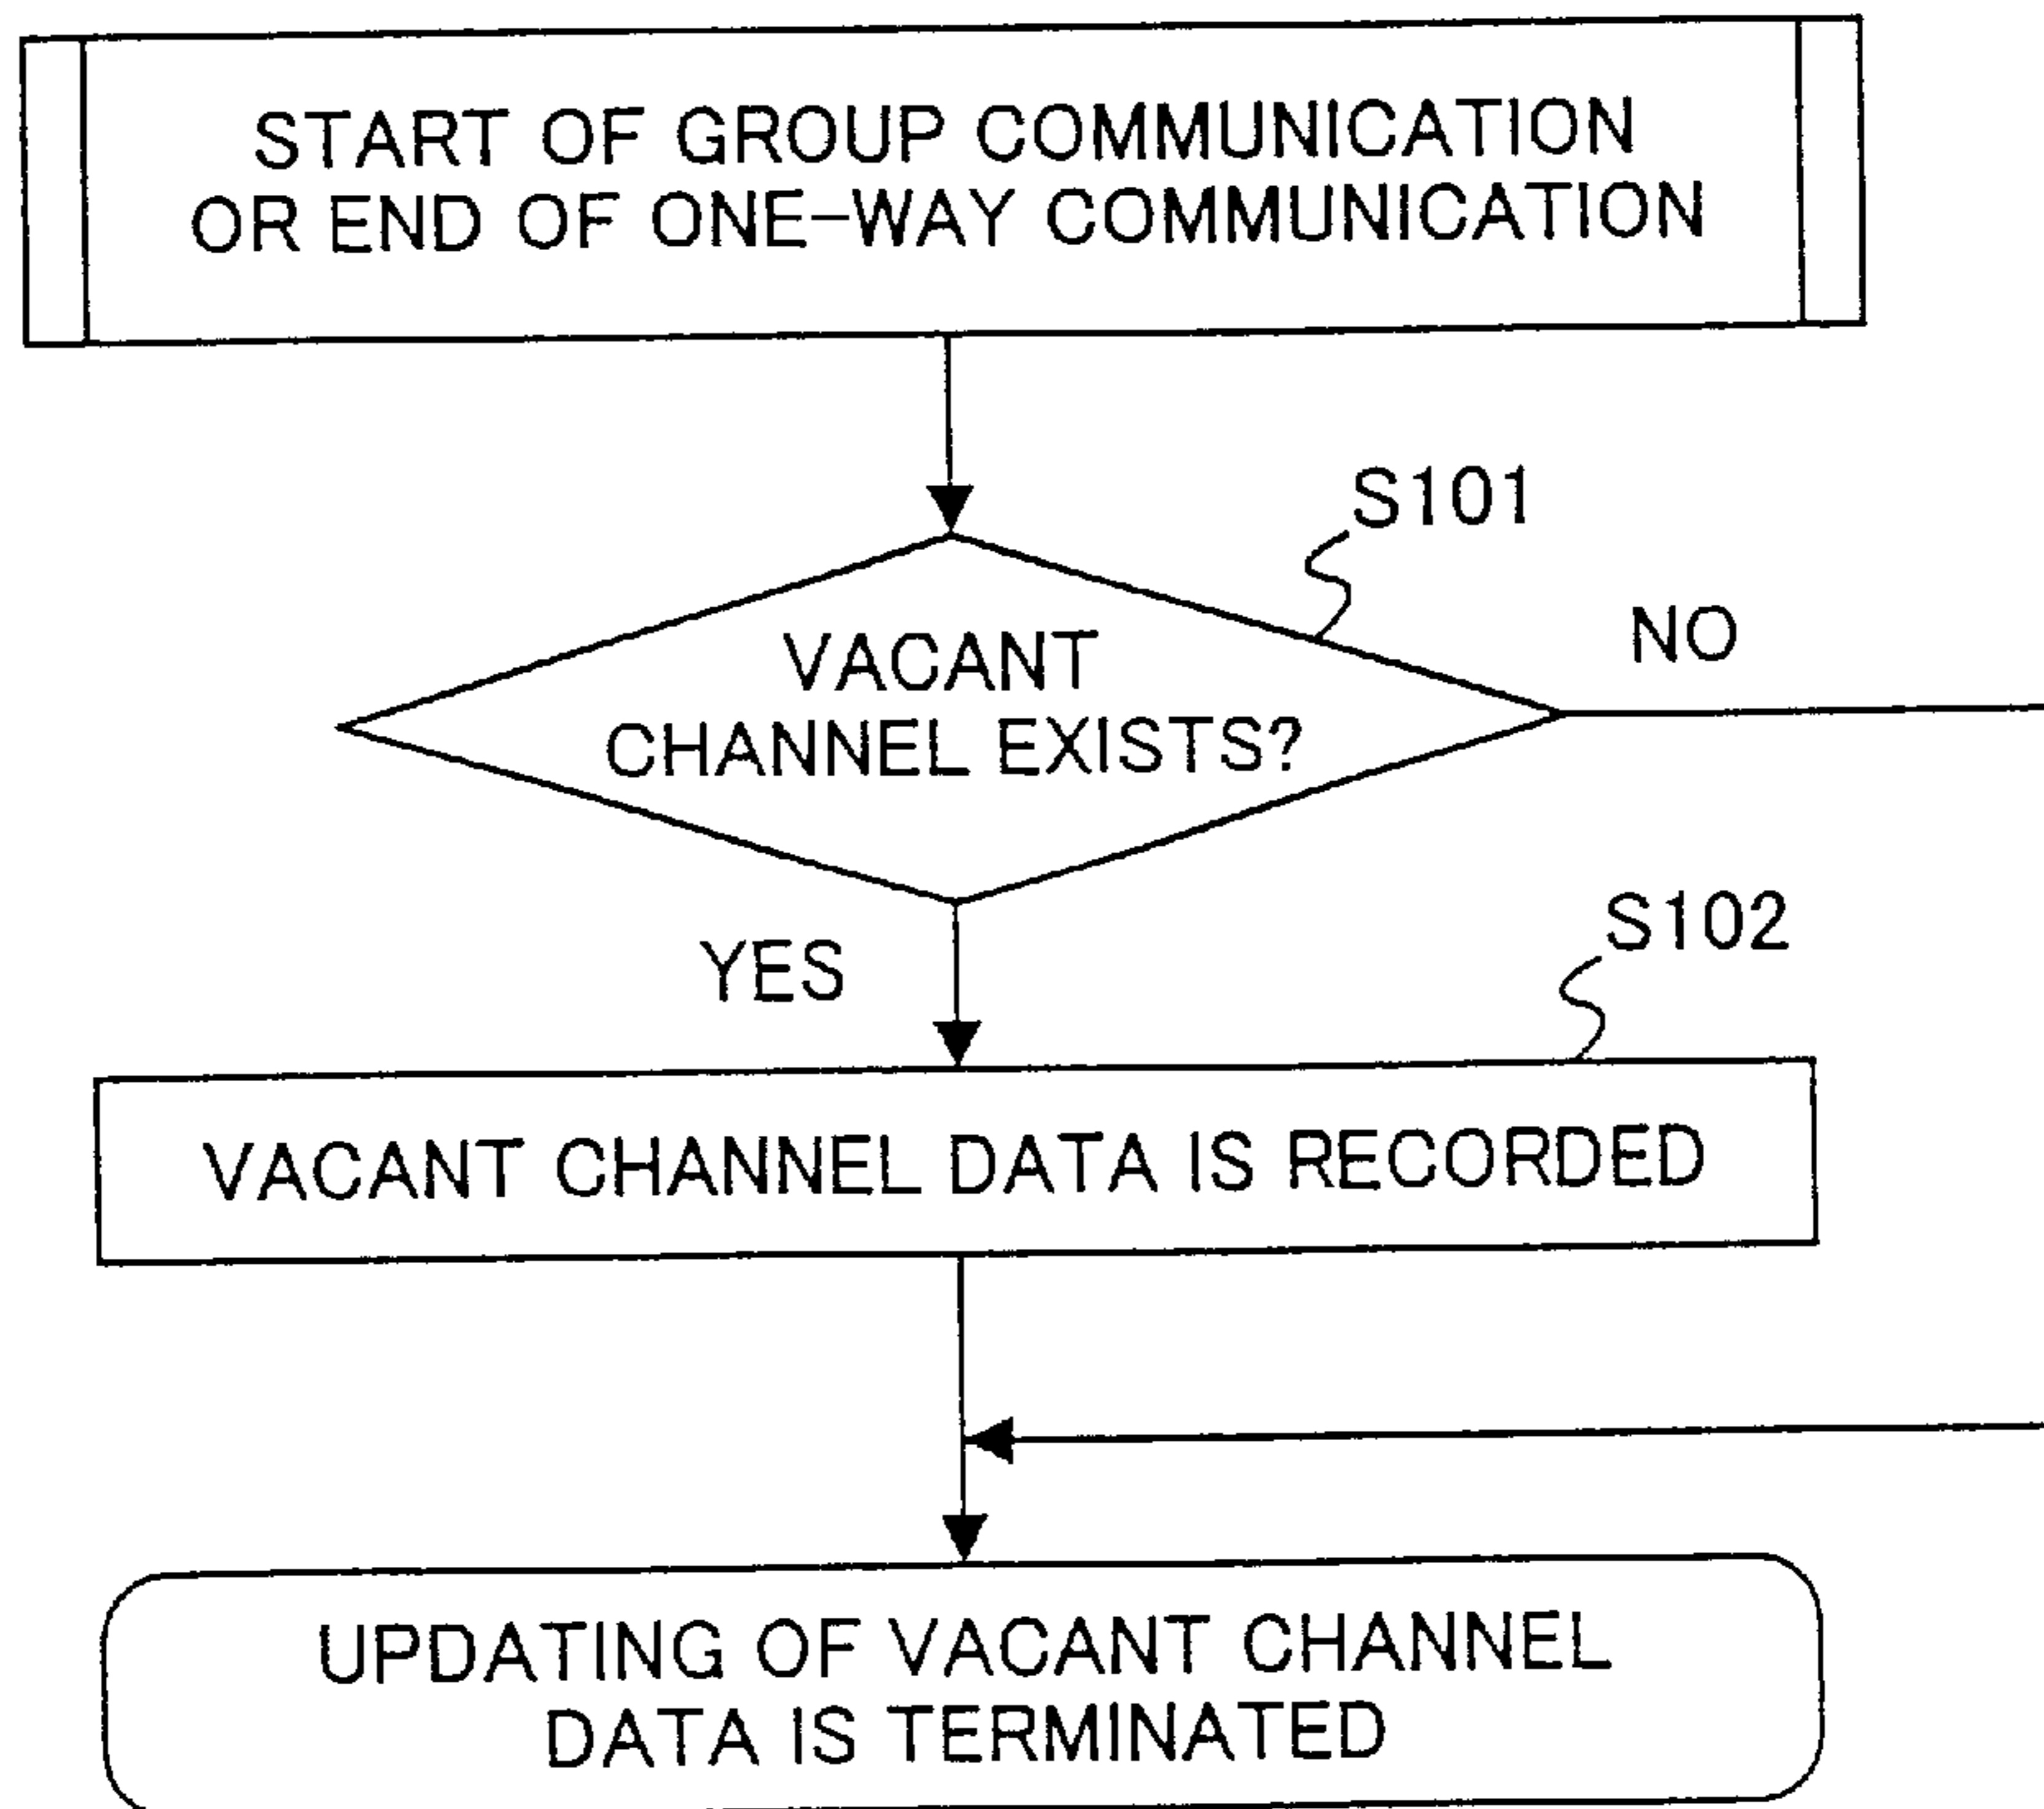 START OF GROUP COMMUNICATION
OR END OF ONE-WAY COMMUNICATION
S101
NO
VACANT
CHANNEL EXISTS?
S102
YES
VACANT CHANNEL DATA IS RECORDED
UPDATING OF VACANT CHANNEL
DATA IS TERMINATED